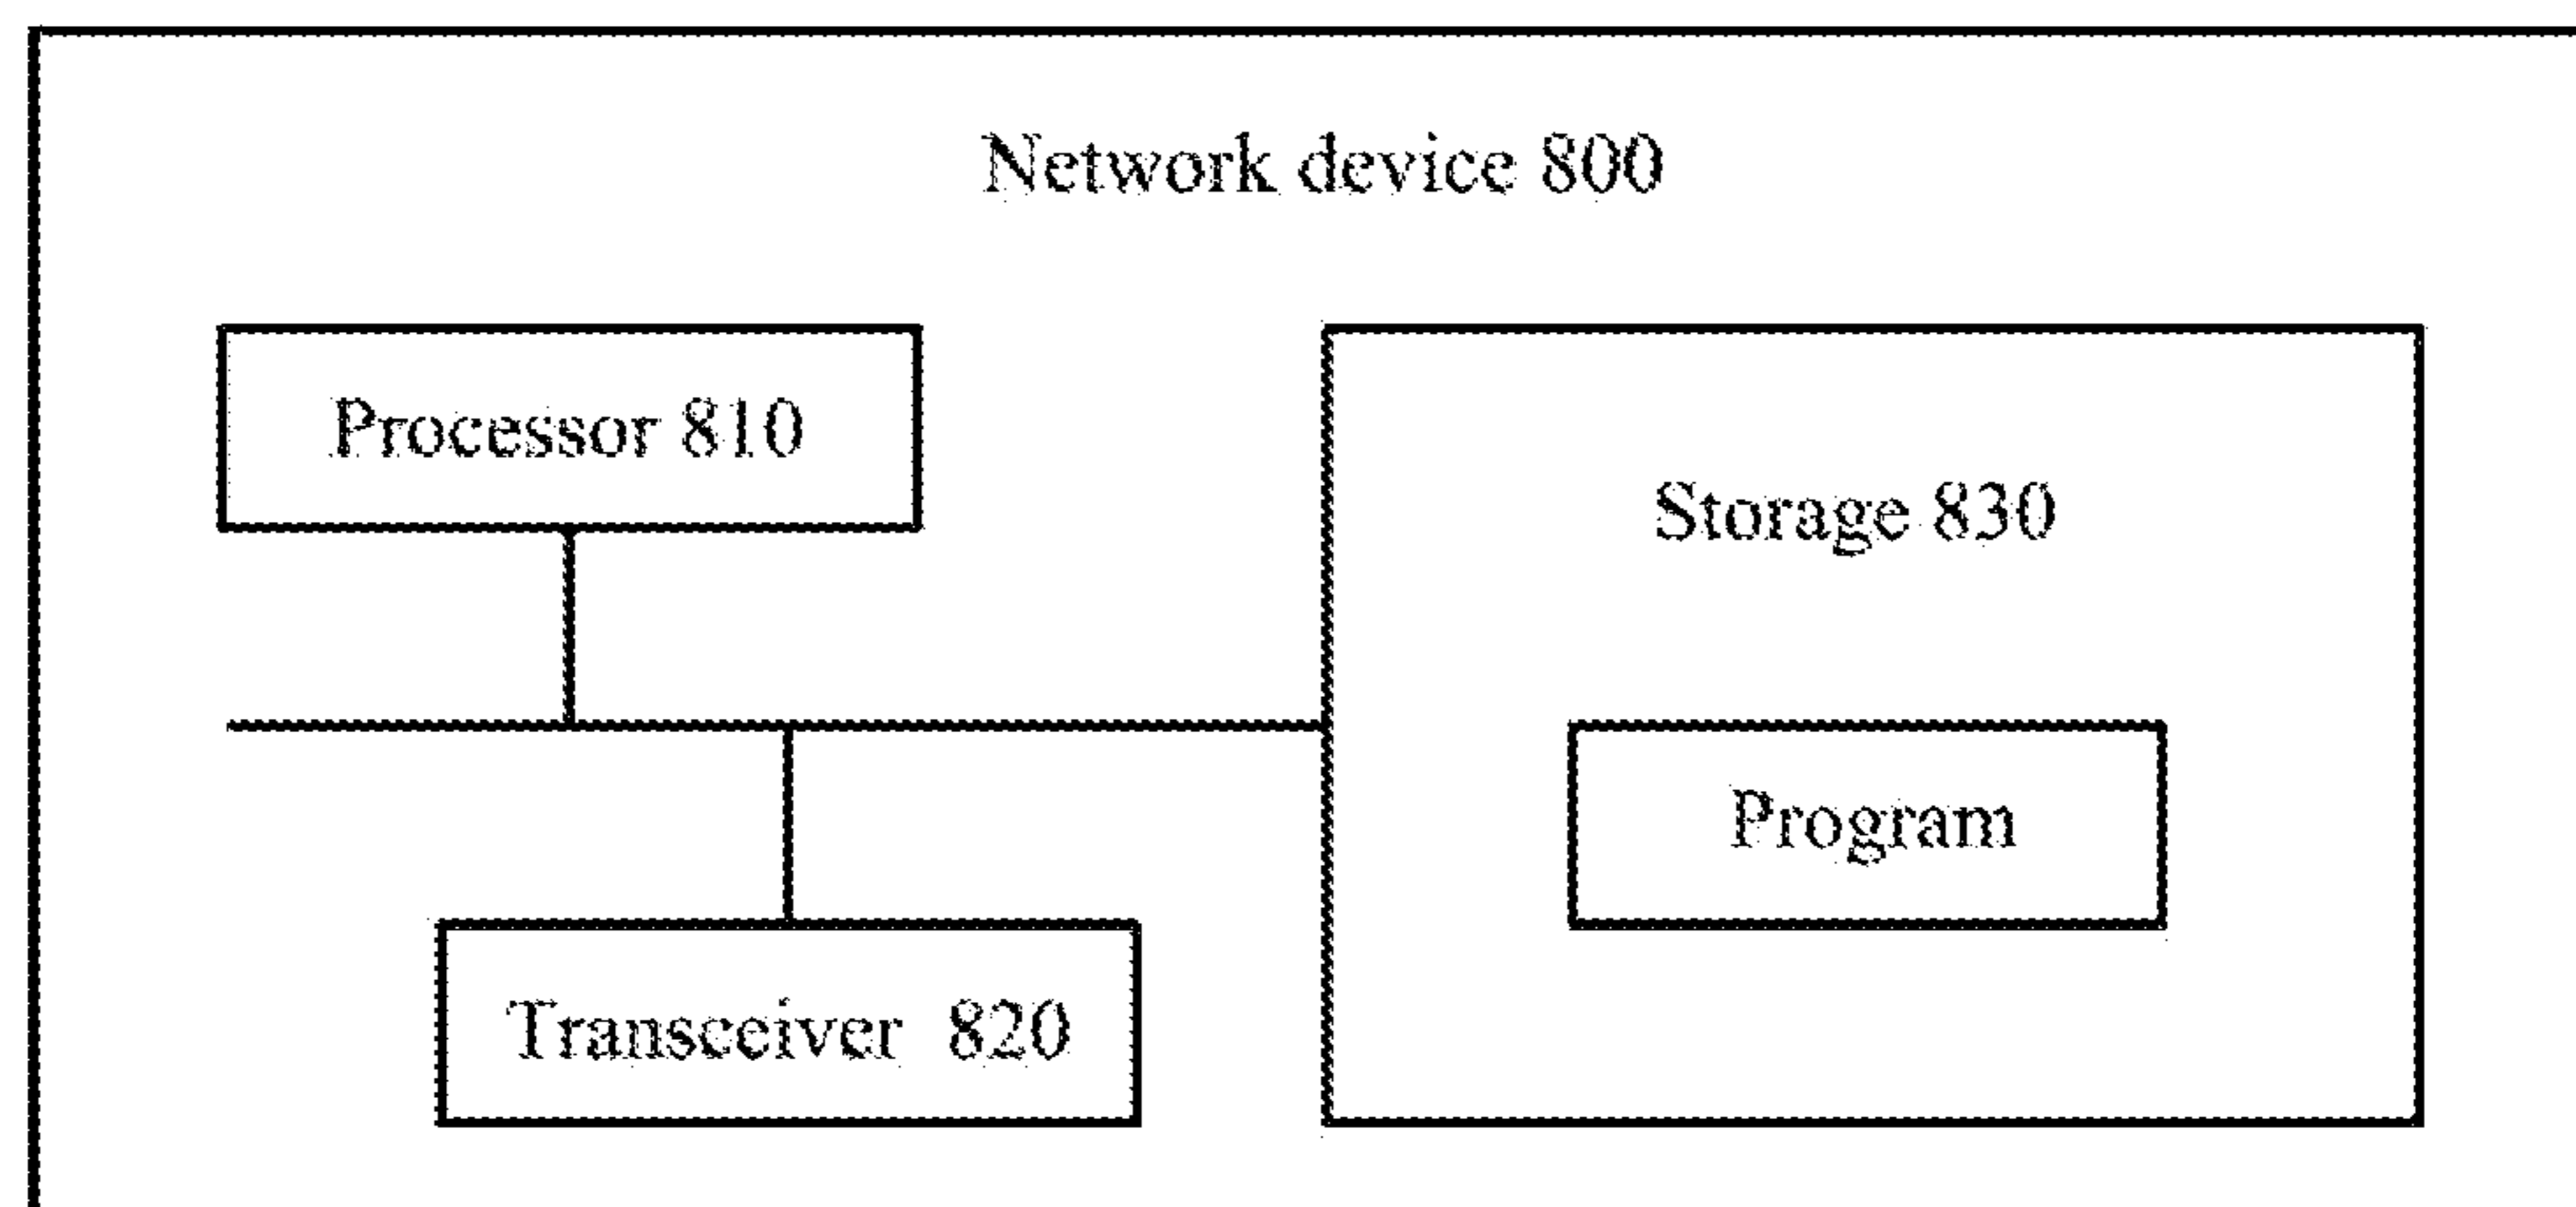 Network device 800
Processor 810
Storage 830
Program
Transceiver 820